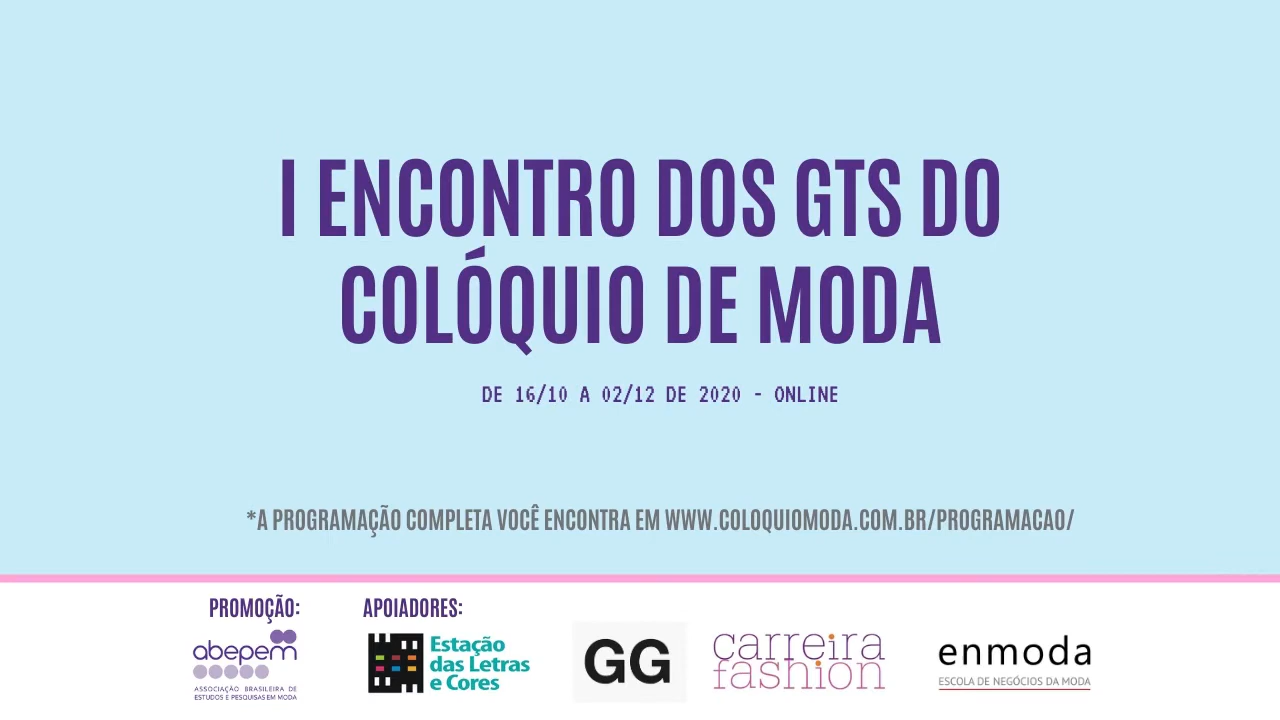 I ENCONTRO DOS GTS DO
COLÓQUIO DE MODA
DE 16/10 A 02/12 DE 2020 - ONLINE
*A PROGRAMAÇÃO COMPLETA VOCÊ ENCONTRA EM WWW.COLOQUIOMODA.COM.BR/PROGRAMACAO/
PROMOÇÃO:
APOIADORES:
abepem
ASSOCIAÇÃO BRASILEIRA DE
ESTUDOS E PESQUISAS EM MODA
Estação
das Letras
e Cores
GG
carreira
fashion
enmoda
ESCOLA DE NEGÓCIOS DA MODA